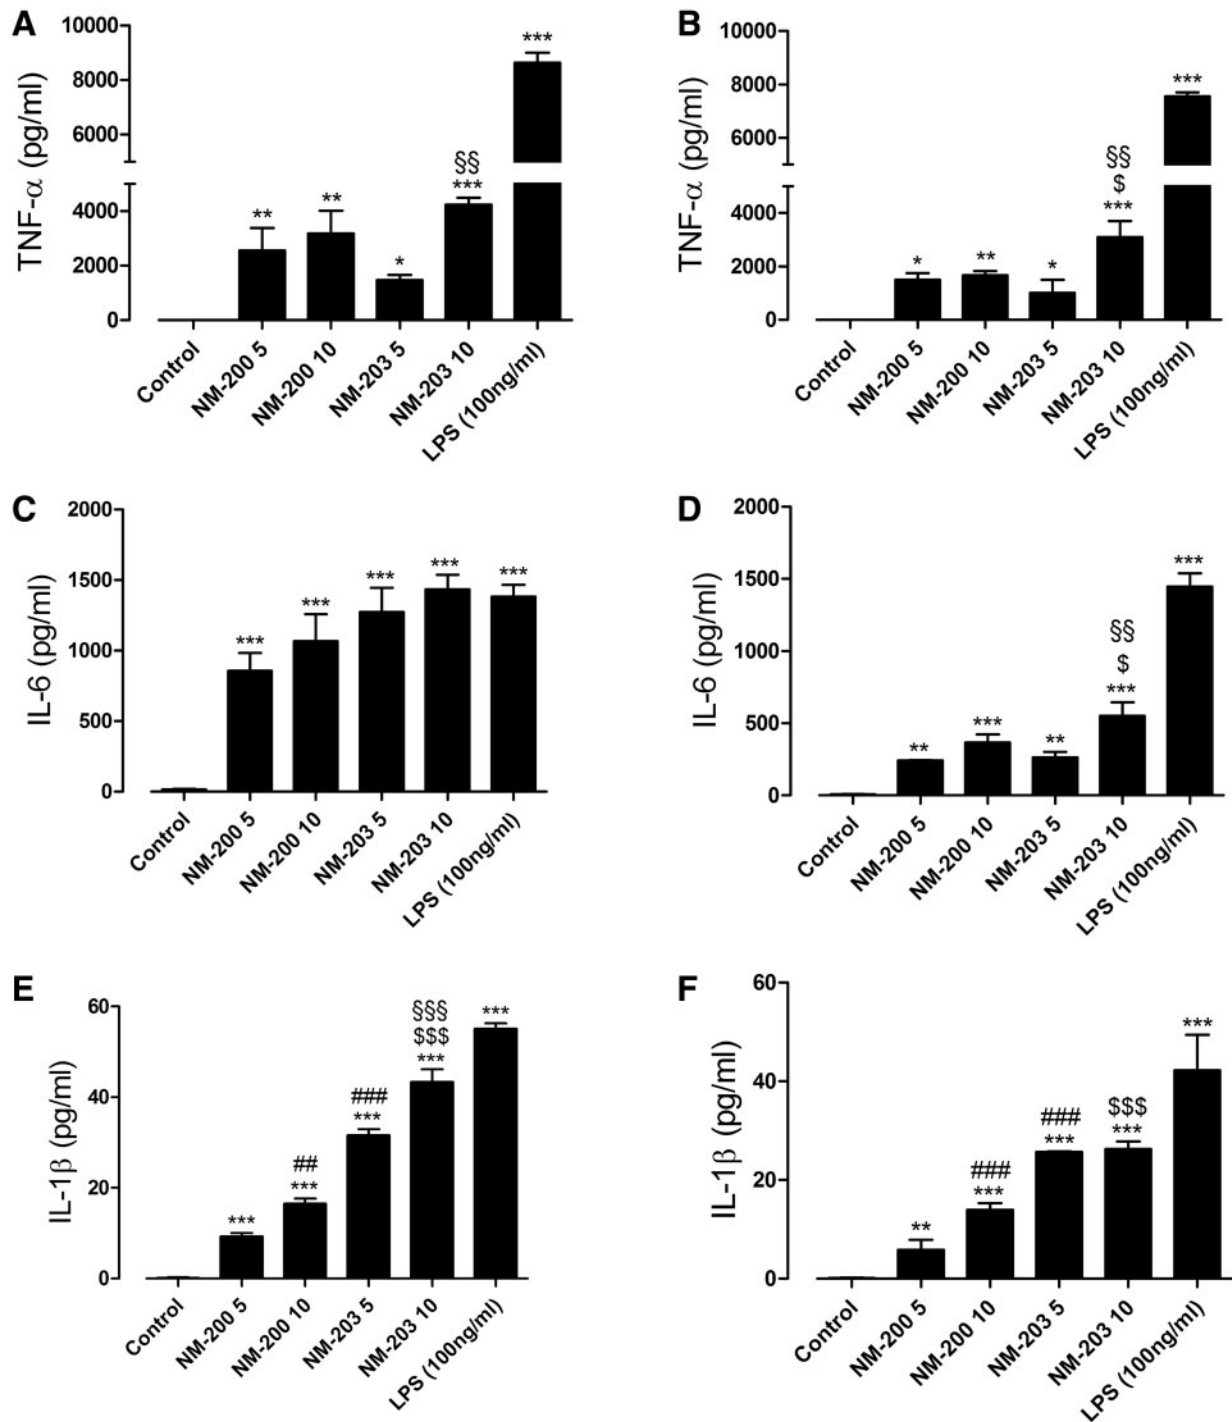 A
TNF-α (pg/ml)
10000
8000
6000
4000
2000
0
**
**
*
§§
***
***
Control
NM-200 5
NM-200 10
NM-203 5
NM-203 10
LPS (100ng/ml)
B
TNF-α (pg/ml)
10000
8000
6000
4000
2000
0
*
**
*
§§
$
***
***
Control
NM-200 5
NM-200 10
NM-203 5
NM-203 10
LPS (100ng/ml)
C
IL-6 (pg/ml)
2000
1500
1000
500
0
***
***
***
***
***
Control
NM-200 5
NM-200 10
NM-203 5
NM-203 10
LPS (100ng/ml)
D
IL-6 (pg/ml)
2000
1500
1000
500
0
**
***
**
§§
$
***
***
Control
NM-200 5
NM-200 10
NM-203 5
NM-203 10
LPS (100ng/ml)
E
IL-1β (pg/ml)
60
40
20
0
***
##
***
###
***
§§§
$$$
***
***
Control
NM-200 5
NM-200 10
NM-203 5
NM-203 10
LPS (100ng/ml)
F
IL-1β (pg/ml)
60
40
20
0
**
###
***
###
***
$$$
***
***
Control
NM-200 5
NM-200 10
NM-203 5
NM-203 10
LPS (100ng/ml)